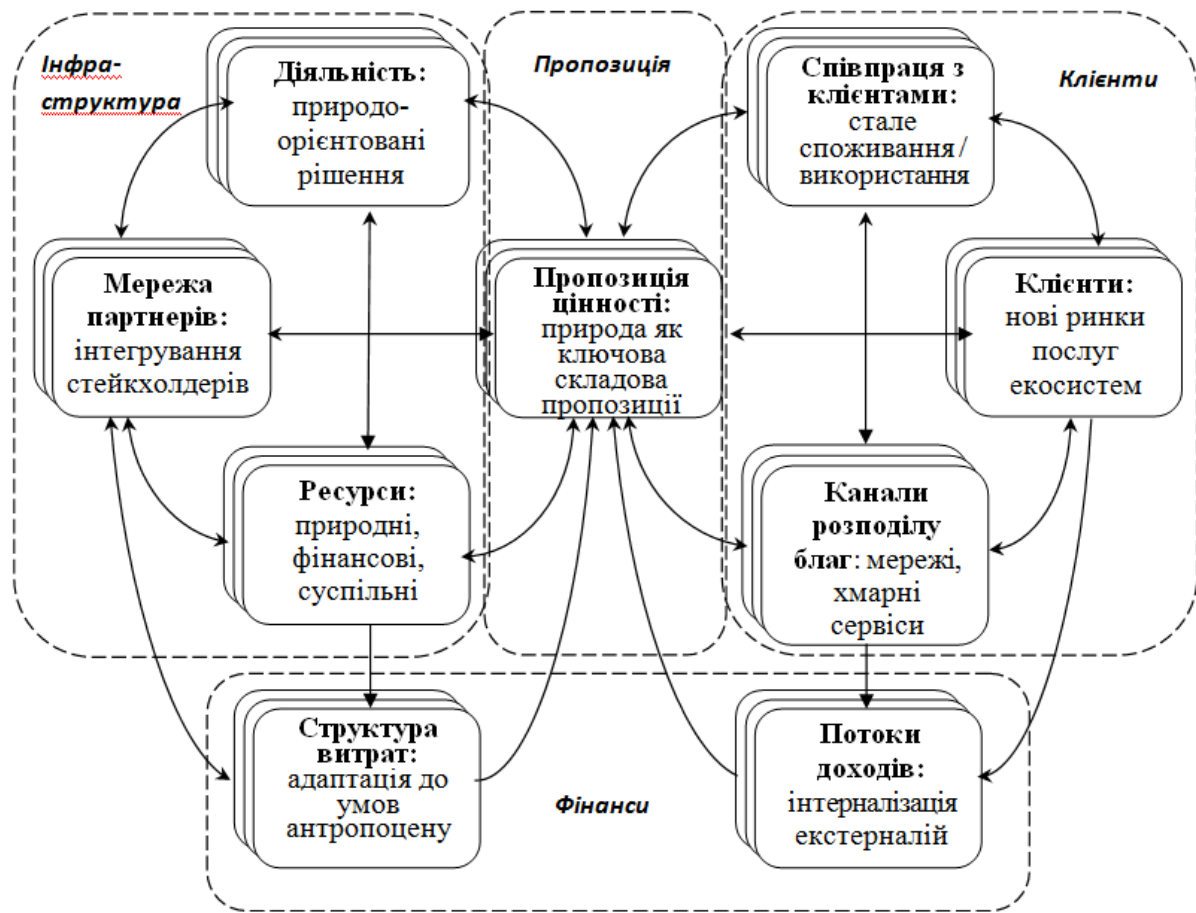 Інфра-
структура
Діяльність:
природо-
орієнтовані
рішення
Пропозиція
Співпраця з
клієнтами:
стале
споживання /
використання
Клієнти
Мережа
партнерів:
інтегрування
стейкхолдерів
Пропозиція
цінності:
природа як
ключова
складова
пропозиції
Клієнти:
нові ринки
послуг
екосистем
Ресурси:
природні,
фінансові,
суспільні
Канали
розподілу
благ: мережі,
хмарні
сервіси
Структура
витрат:
адаптація до
умов
антропоцену
Фінанси
Потоки
доходів:
інтерналізація
екстерналій